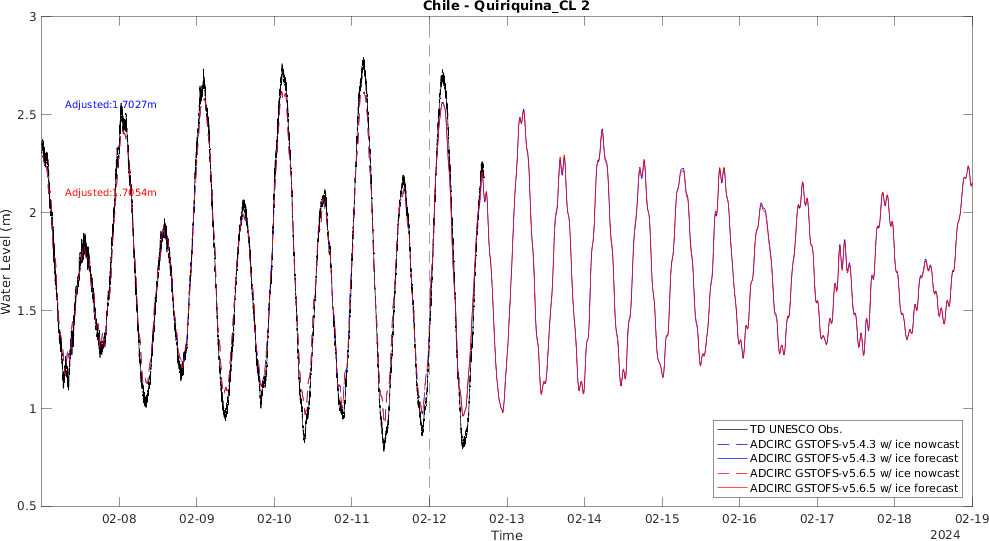 Chile - Quiriquina_CL 2
3
2.5
2
1.5
1
0.5
Water Level (m)
Adjusted:1.7027m
Adjusted:1.7054m
TD UNESCO Obs.
ADCIRC GSTOFS-v5.4.3 w/ ice nowcast
ADCIRC GSTOFS-v5.4.3 w/ ice forecast
ADCIRC GSTOFS-v5.6.5 w/ ice nowcast
ADCIRC GSTOFS-v5.6.5 w/ ice forecast
02-08 02-09 02-10 02-11 02-12 02-13 02-14 02-15 02-16 02-17 02-18 02-19
Time
2024